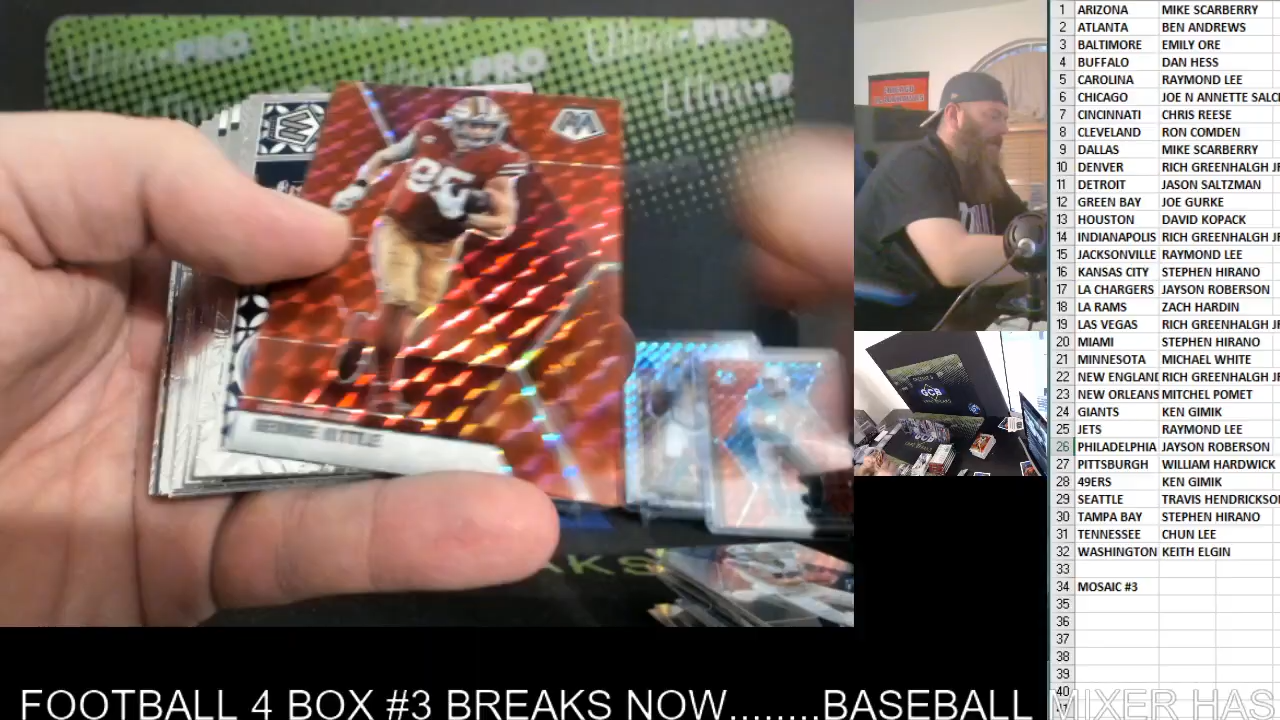 Ultra•PRO
PRO
Ultra•PRO
85
1 ARIZONA MIKE SCARBERRY
2 ATLANTA BEN ANDREWS
3 BALTIMORE EMILY ORE
4 BUFFALO DAN HESS
5 CAROLINA RAYMOND LEE
6 CHICAGO JOE N ANNETTE SALCI
7 CINCINNATI CHRIS REESE
8 CLEVELAND RON COMDEN
9 DALLAS MIKE SCARBERRY
10 DENVER RICH GREENHALGH JR
11 DETROIT JASON SALTZMAN
12 GREEN BAY JOE GURKE
13 HOUSTON DAVID KOPACK
14 INDIANAPOLIS RICH GREENHALGH JR
15 JACKSONVILLE RAYMOND LEE
16 KANSAS CITY STEPHEN HIRANO
17 LA CHARGERS JAYSON ROBERSON
18 LA RAMS ZACH HARDIN
19 LAS VEGAS RICH GREENHALGH JR
20 MIAMI STEPHEN HIRANO
21 MINNESOTA MICHAEL WHITE
22 NEW ENGLAND RICH GREENHALGH JR
23 NEW ORLEANS MITCHEL POMET
24 GIANTS KEN GIMIK
25 JETS RAYMOND LEE
26 PHILADELPHIA JAYSON ROBERSON
27 PITTSBURGH WILLIAM HARDWICK
28 49ERS KEN GIMIK
29 SEATTLE TRAVIS HENDRICKSO
30 TAMPA BAY STEPHEN HIRANO
31 TENNESSEE CHUN LEE
32 WASHINGTON KEITH ELGIN
33
34 MOSAIC #3
35
36
37
38
39
40
FOOTBALL 4 BOX #3 BREAKS NOW........BASEBALL MIXER HAS